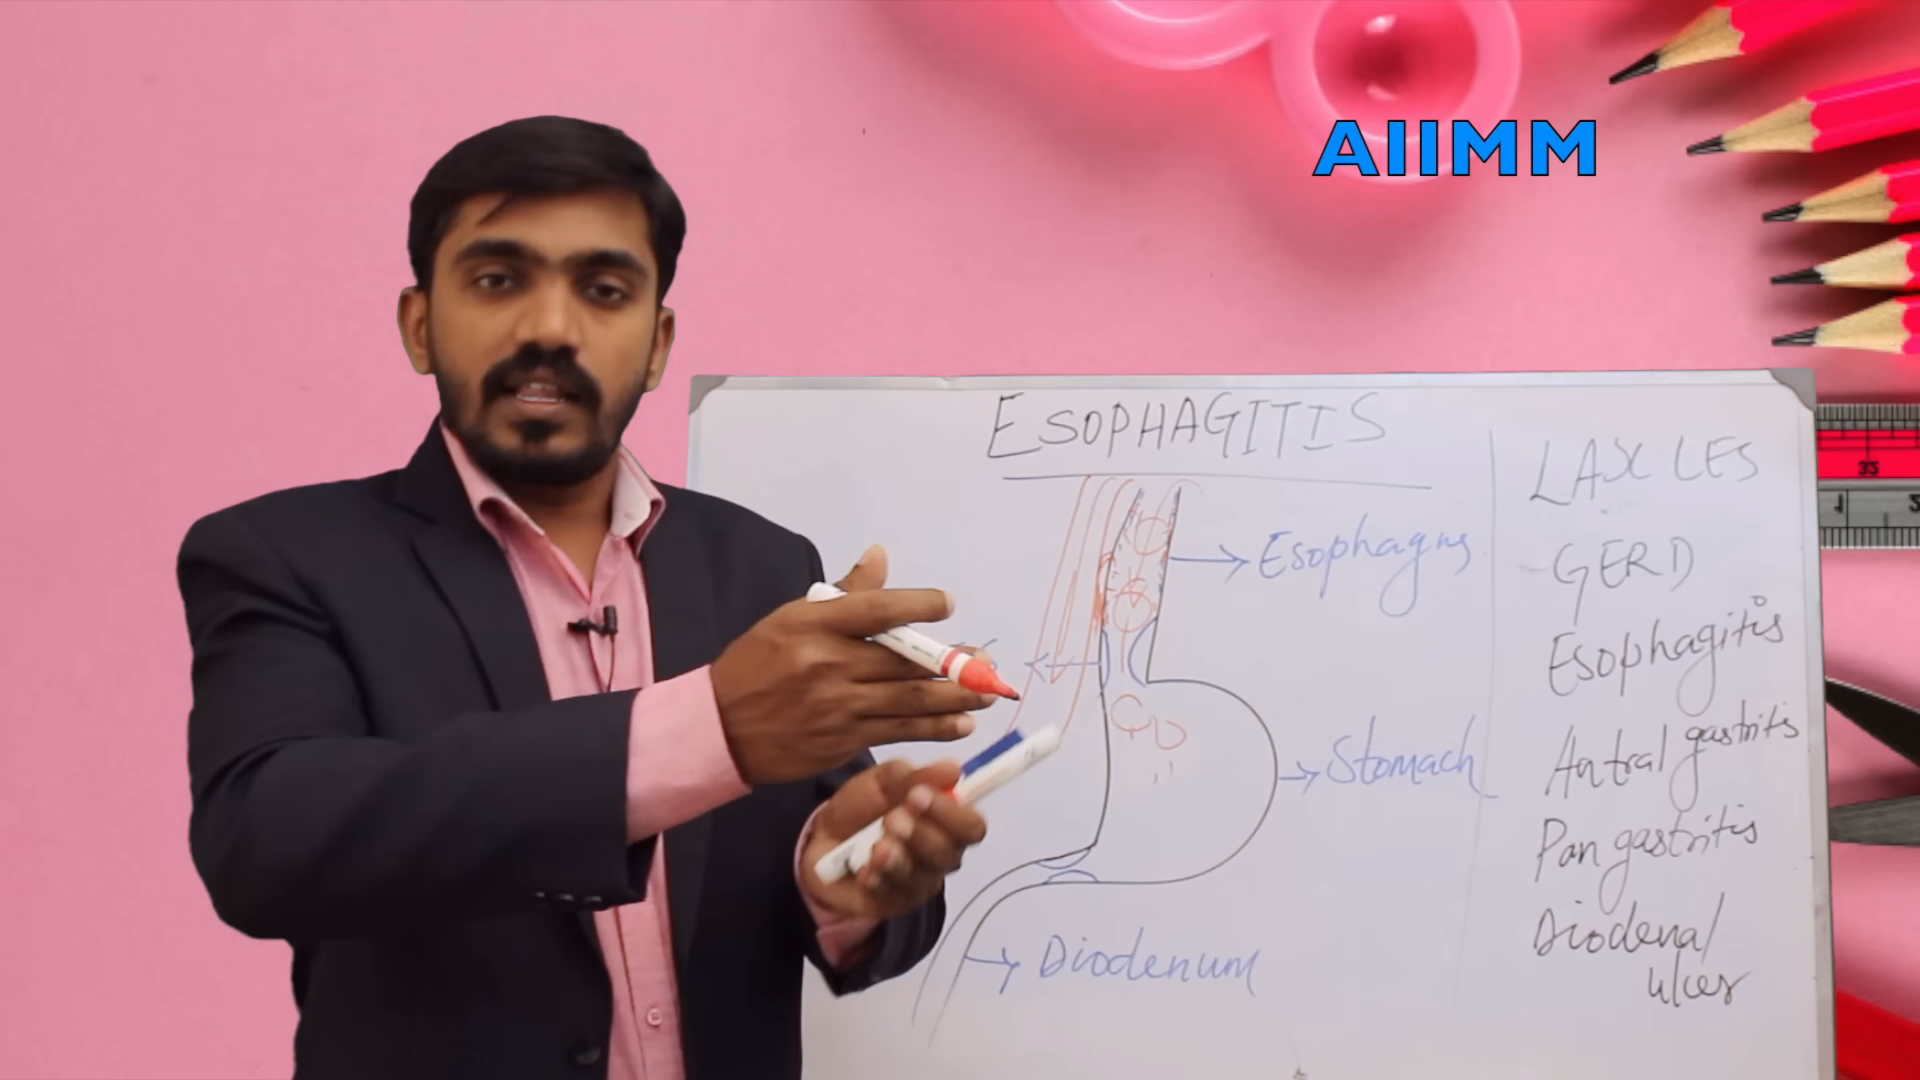 AIIMM
ESOPHAGITIS
Esophagus
Stomach
Diodenum
LAX LES
GERD
Esophagitis
Antral gastritis
Pan gastritis
Diodenal
ulcer